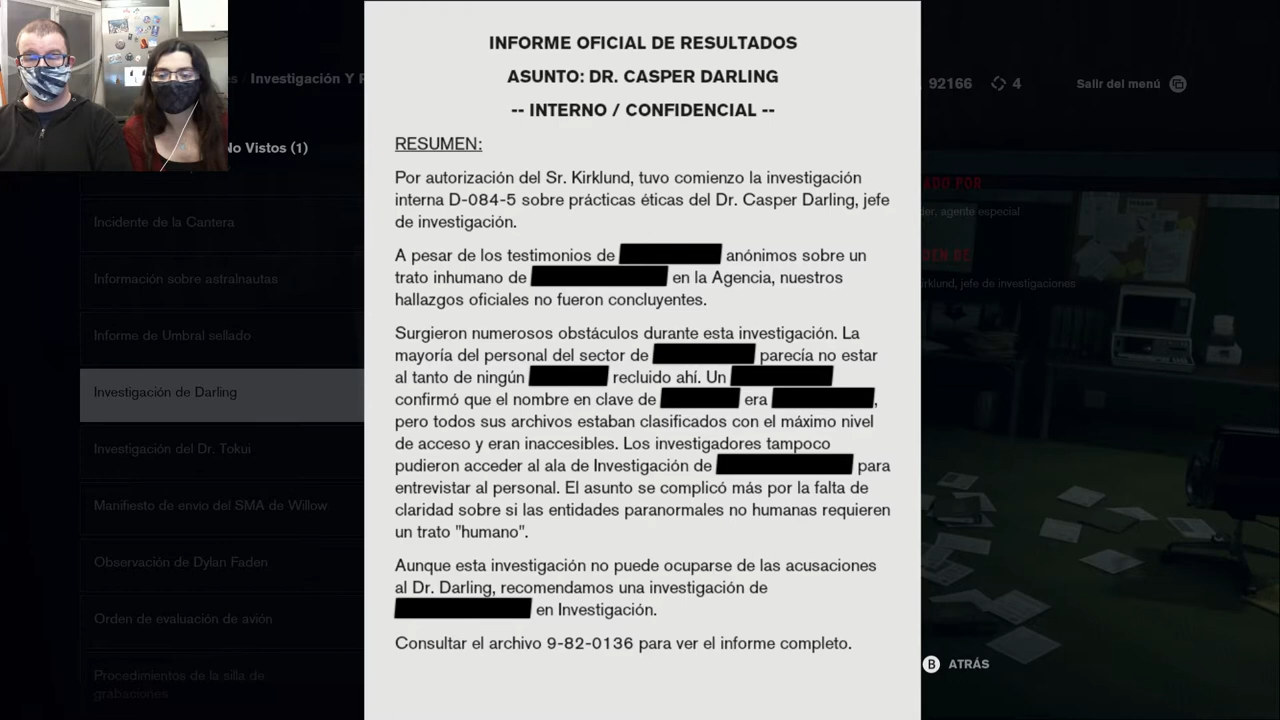 INFORME OFICIAL DE RESULTADOS
ASUNTO: DR. CASPER DARLING
-- INTERNO / CONFIDENCIAL --
RESUMEN:
Por autorización del Sr. Kirklund, tuvo comienzo la investigación
interna D-084-5 sobre prácticas éticas del Dr. Casper Darling, jefe
de investigación.
A pesar de los testimonios de anónimos sobre un
trato inhumano de en la Agencia, nuestros
hallazgos oficiales no fueron concluyentes.
Surgieron numerosos obstáculos durante esta investigación. La
mayoría del personal del sector de parecía no estar
al tanto de ningún recluido ahí. Un
confirmó que el nombre en clave de era ,
pero todos sus archivos estaban clasificados con el máximo nivel
de acceso y eran inaccesibles. Los investigadores tampoco
pudieron acceder al ala de Investigación de para
entrevistar al personal. El asunto se complicó más por la falta de
claridad sobre si las entidades paranormales no humanas requieren
un trato "humano".
Aunque esta investigación no puede ocuparse de las acusaciones
al Dr. Darling, recomendamos una investigación de
en Investigación.
Consultar el archivo 9-82-0136 para ver el informe completo.
/ Investigación Y
No Vistos (1)
Incidente de la Cantera
Información sobre astralnautas
Informe de Umbral sellado
Investigación de Darling
Investigación del Dr. Tokui
Manifiesto de envío del SMA de Willow
Observación de Dylan Faden
Orden de evaluación de avión
Procedimientos de la silla de
grabaciones
92166
4
Salir del menú
ADO POR
agente especial
DEN DE
irklund, jefe de investigaciones
B ATRÁS